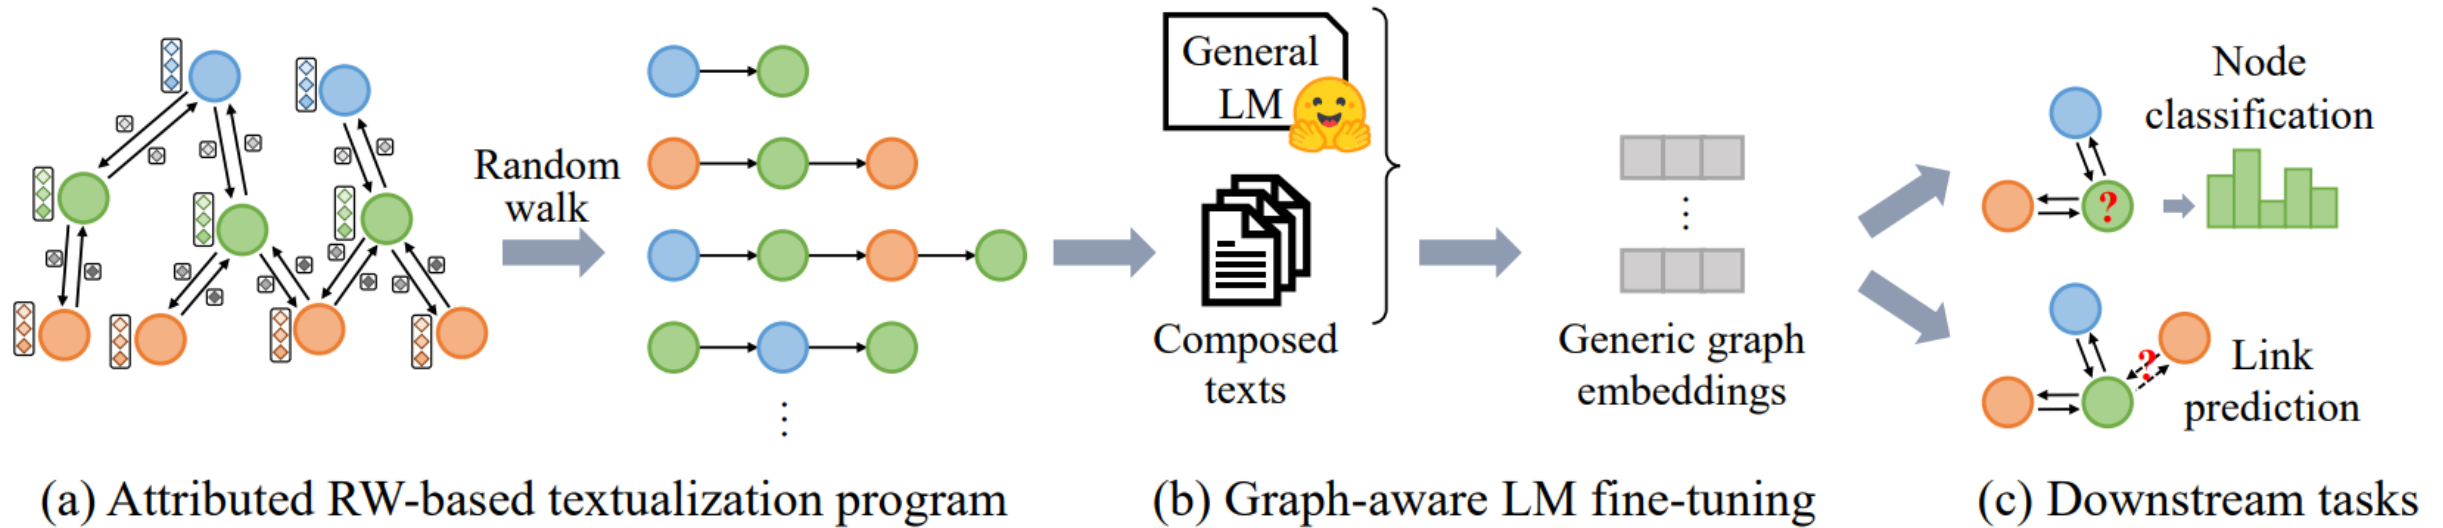 Random
walk
General
LM
Composed
texts
Generic graph
embeddings
Node
classification
?
?
Link
prediction
(a) Attributed RW-based textualization program
(b) Graph-aware LM fine-tuning
(c) Downstream tasks